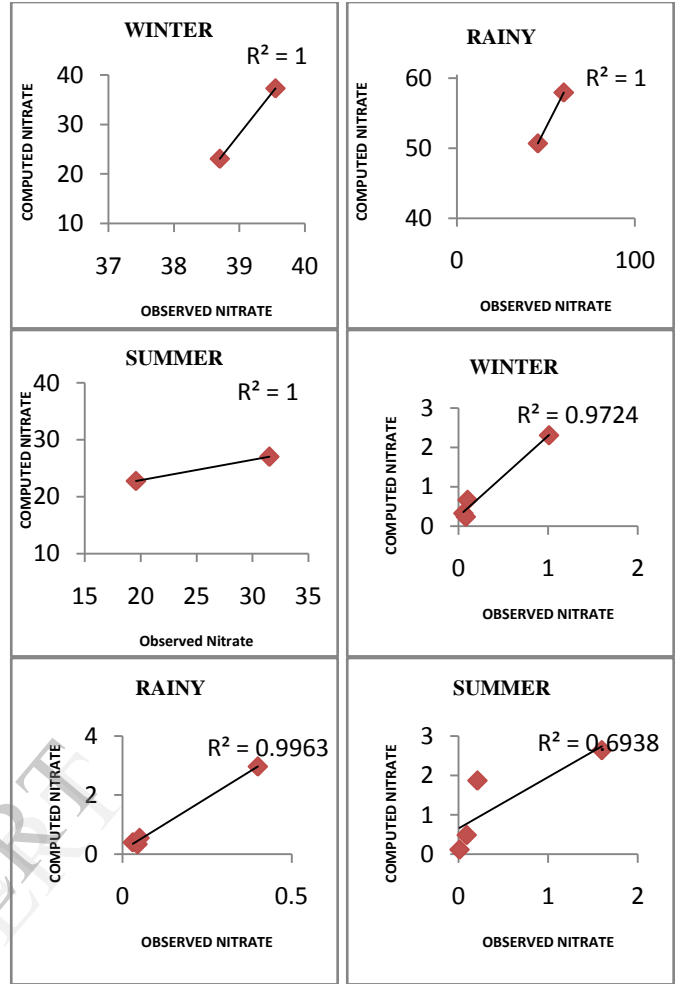 WINTER
R² = 1
40
30
20
10
37 38 39 40
COMPUTED NITRATE
OBSERVED NITRATE
RAINY
R² = 1
60
50
40
0 100
COMPUTED NITRATE
OBSERVED NITRATE
SUMMER
R² = 1
40
30
20
10
15 20 25 30 35
COMPUTED NITRATE
Observed Nitrate
WINTER
R² = 0.9724
3
2
1
0
0 1 2
COMPUTED NITRATE
OBSERVED NITRATE
RAINY
R² = 0.9963
4
2
0
0 0.5
COMPUTED NITRATE
OBSERVED NITRATE
SUMMER
R² = 0.6938
3
2
1
0
0 1 2
COMPUTED NITRATE
OBSERVED NITRATE
ERT